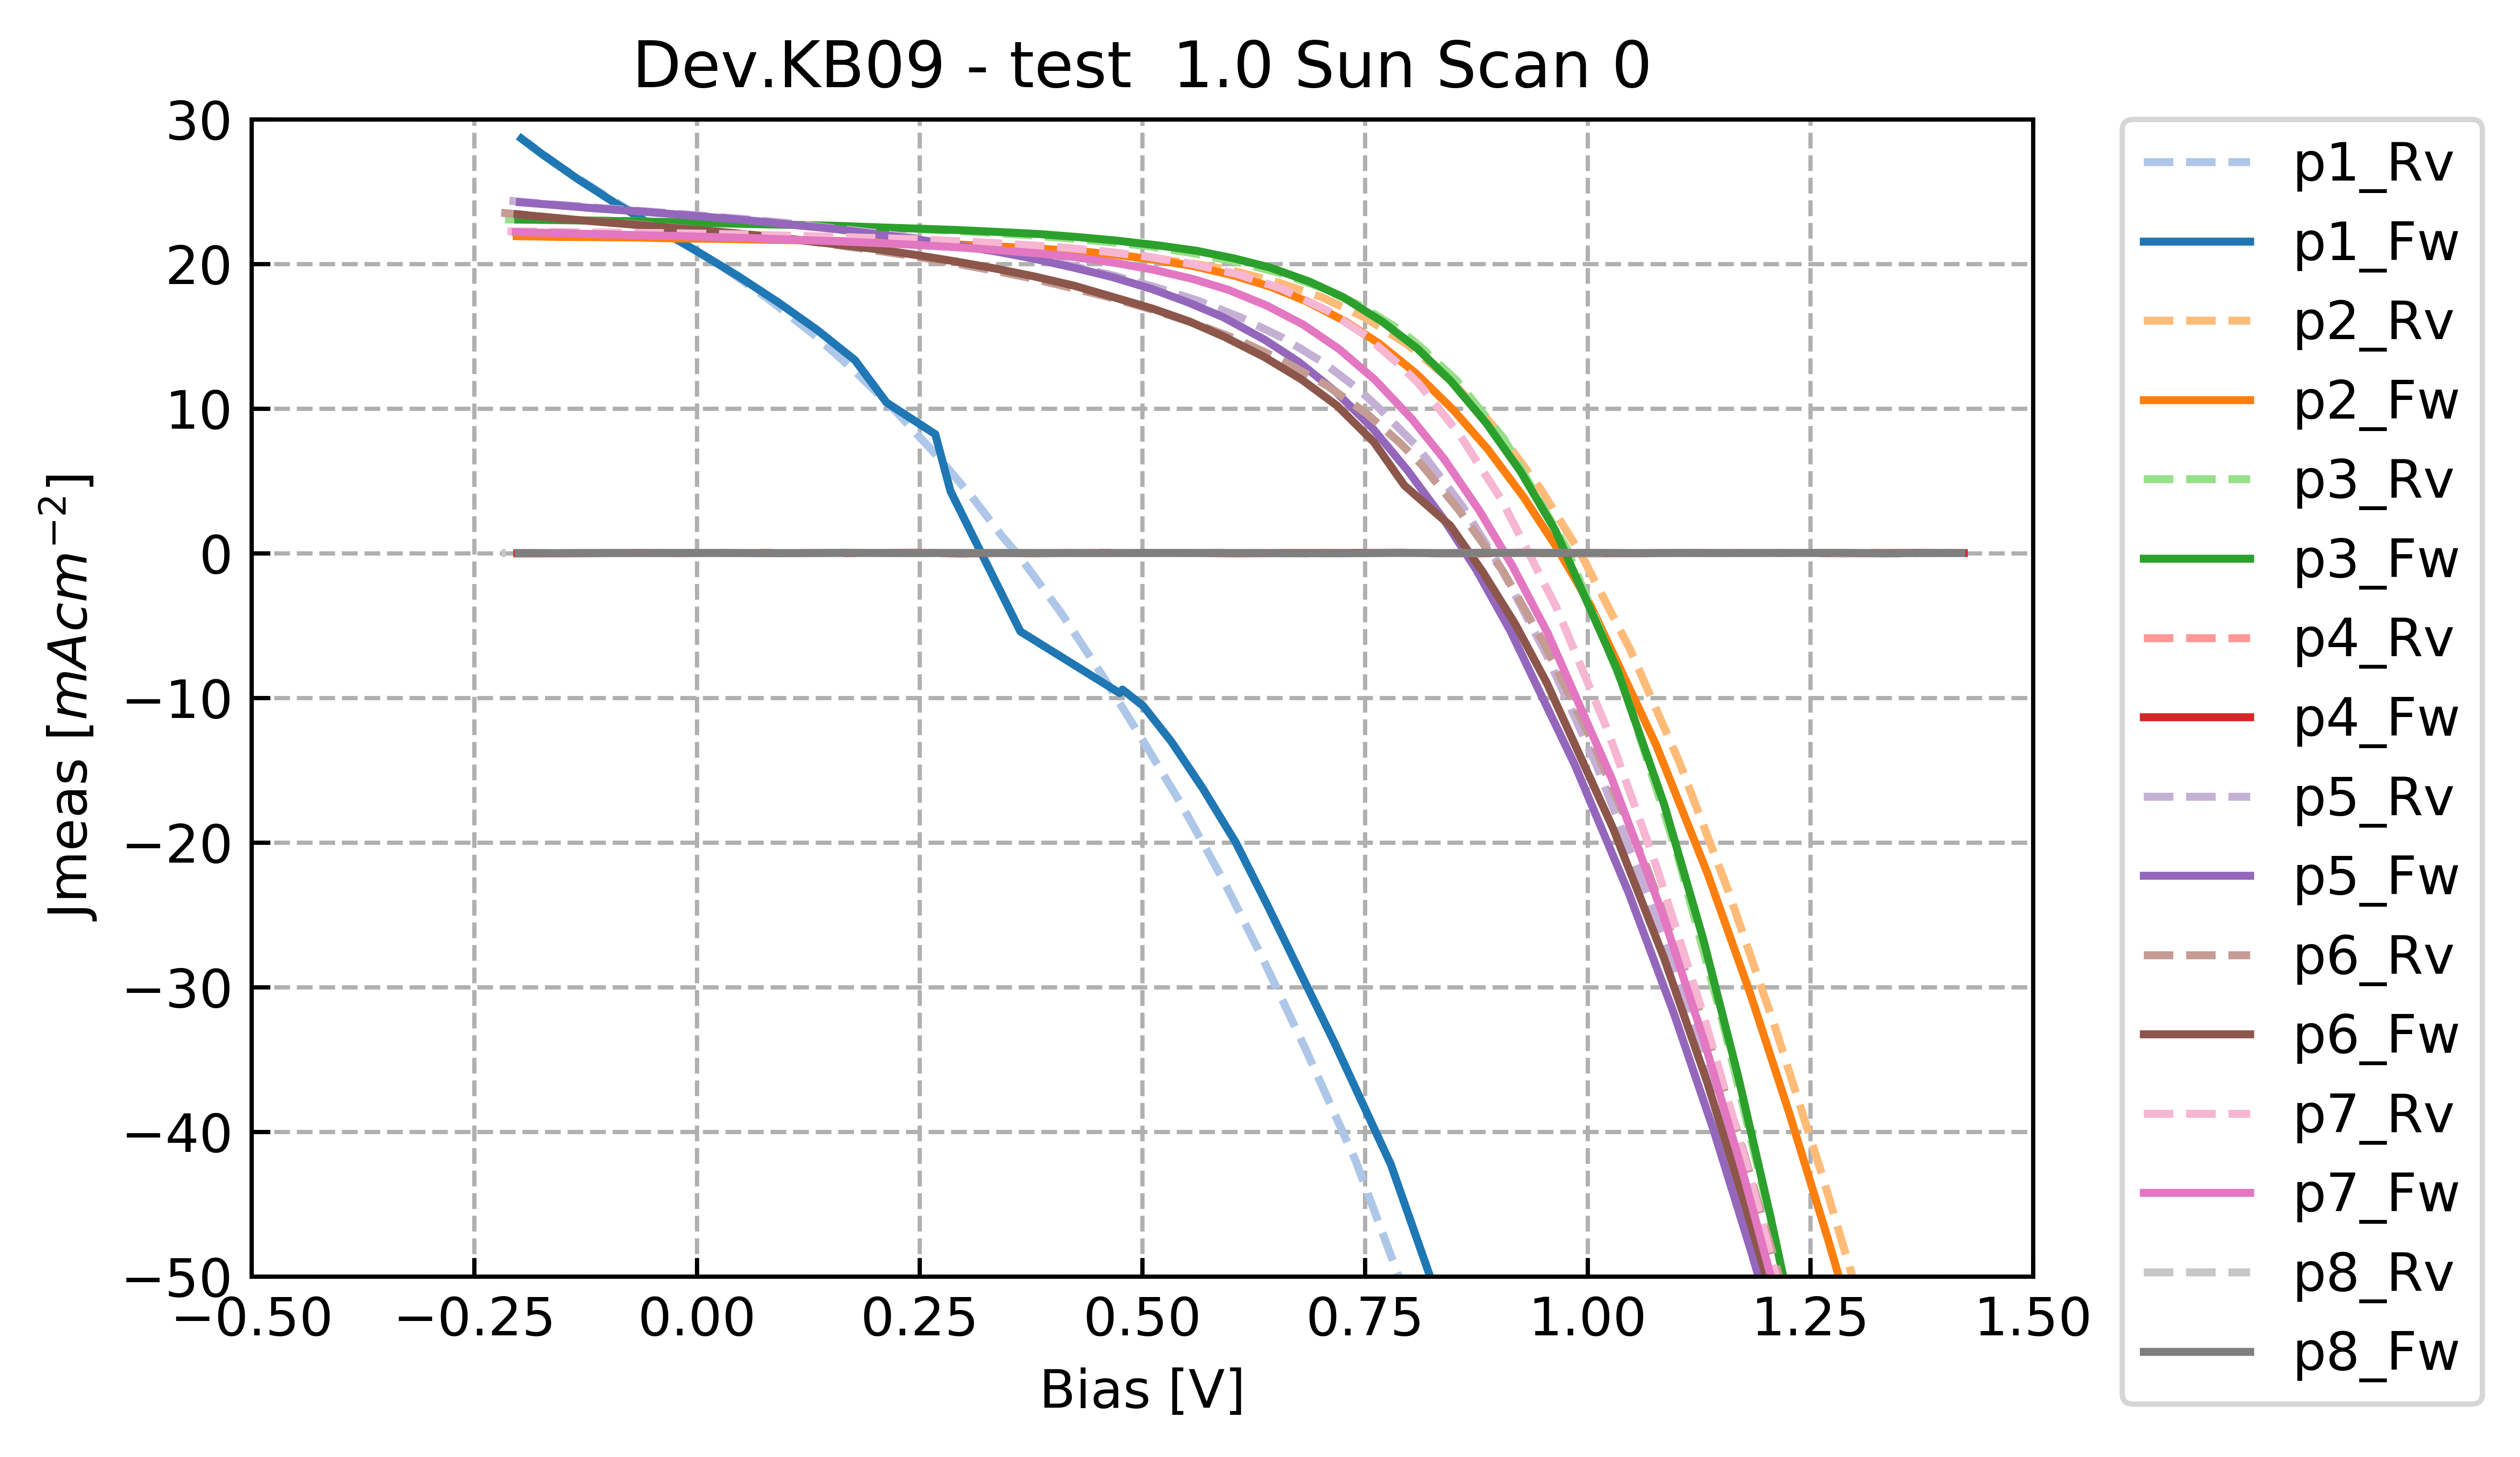 Dev.KB09 - test  1.0 Sun Scan 0
30
20
10
0
−10
−20
−30
−40
−50
Jmeas [mAcm⁻²]
−0.50 −0.25 0.00 0.25 0.50 0.75 1.00 1.25 1.50
Bias [V]
p1_Rv
p1_Fw
p2_Rv
p2_Fw
p3_Rv
p3_Fw
p4_Rv
p4_Fw
p5_Rv
p5_Fw
p6_Rv
p6_Fw
p7_Rv
p7_Fw
p8_Rv
p8_Fw